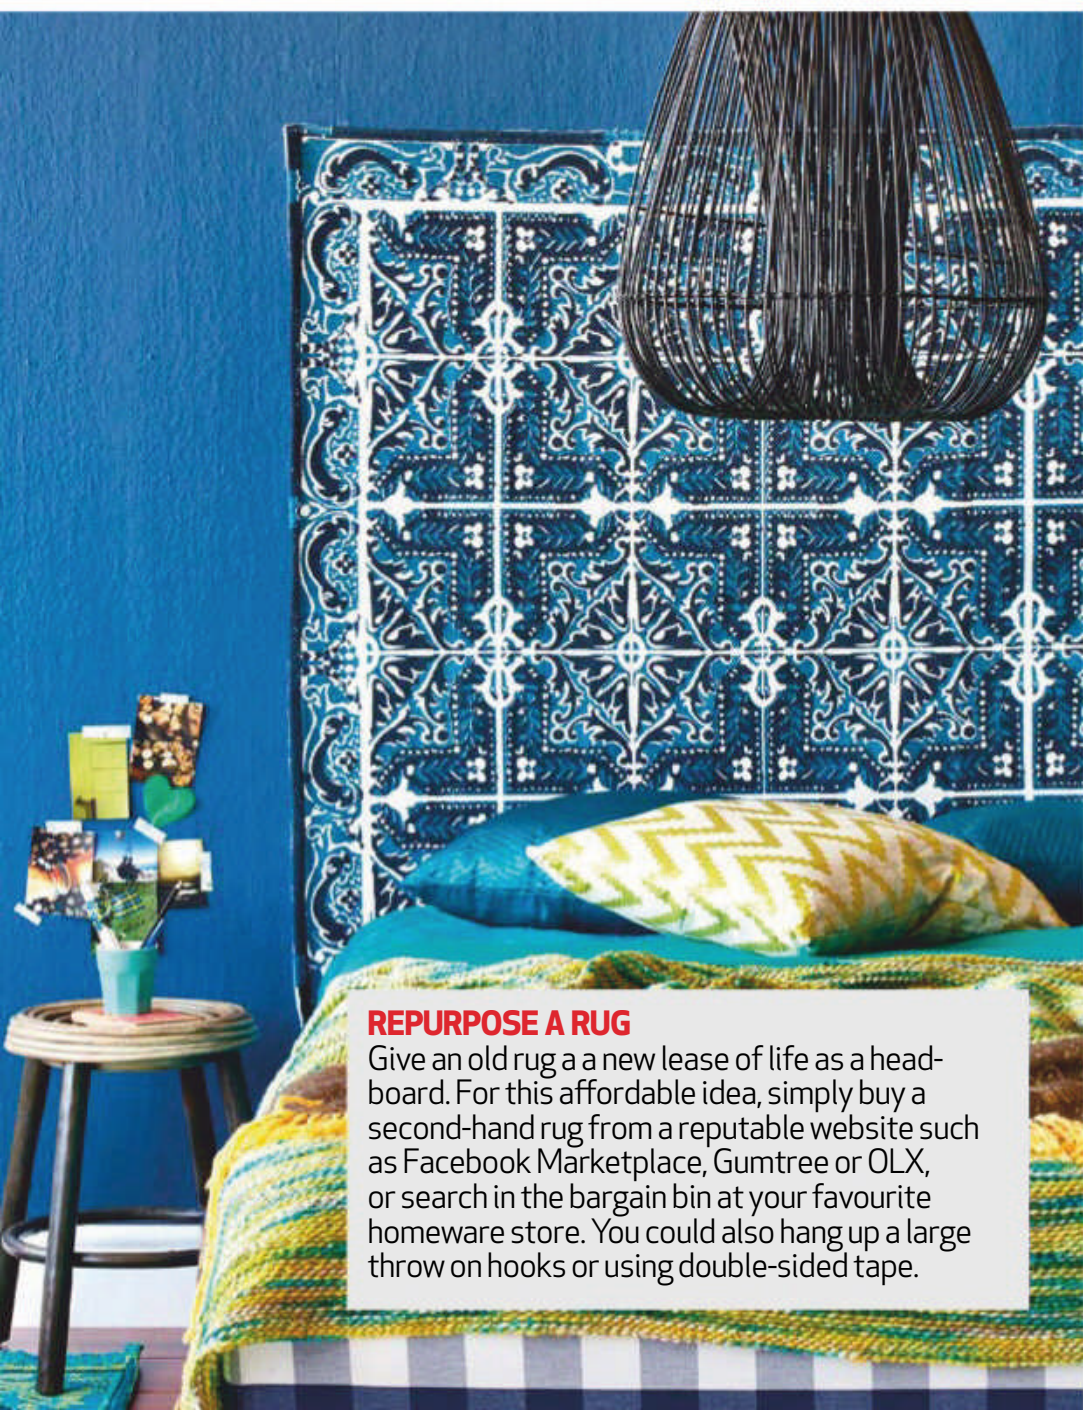 REPURPOSE A RUG
Give an old rug a a new lease of life as a head-
board. For this affordable idea, simply buy a
second-hand rug from a reputable website such
as Facebook Marketplace, Gumtree or OLX,
or search in the bargain bin at your favourite
homeware store. You could also hang up a large
throw on hooks or using double-sided tape.